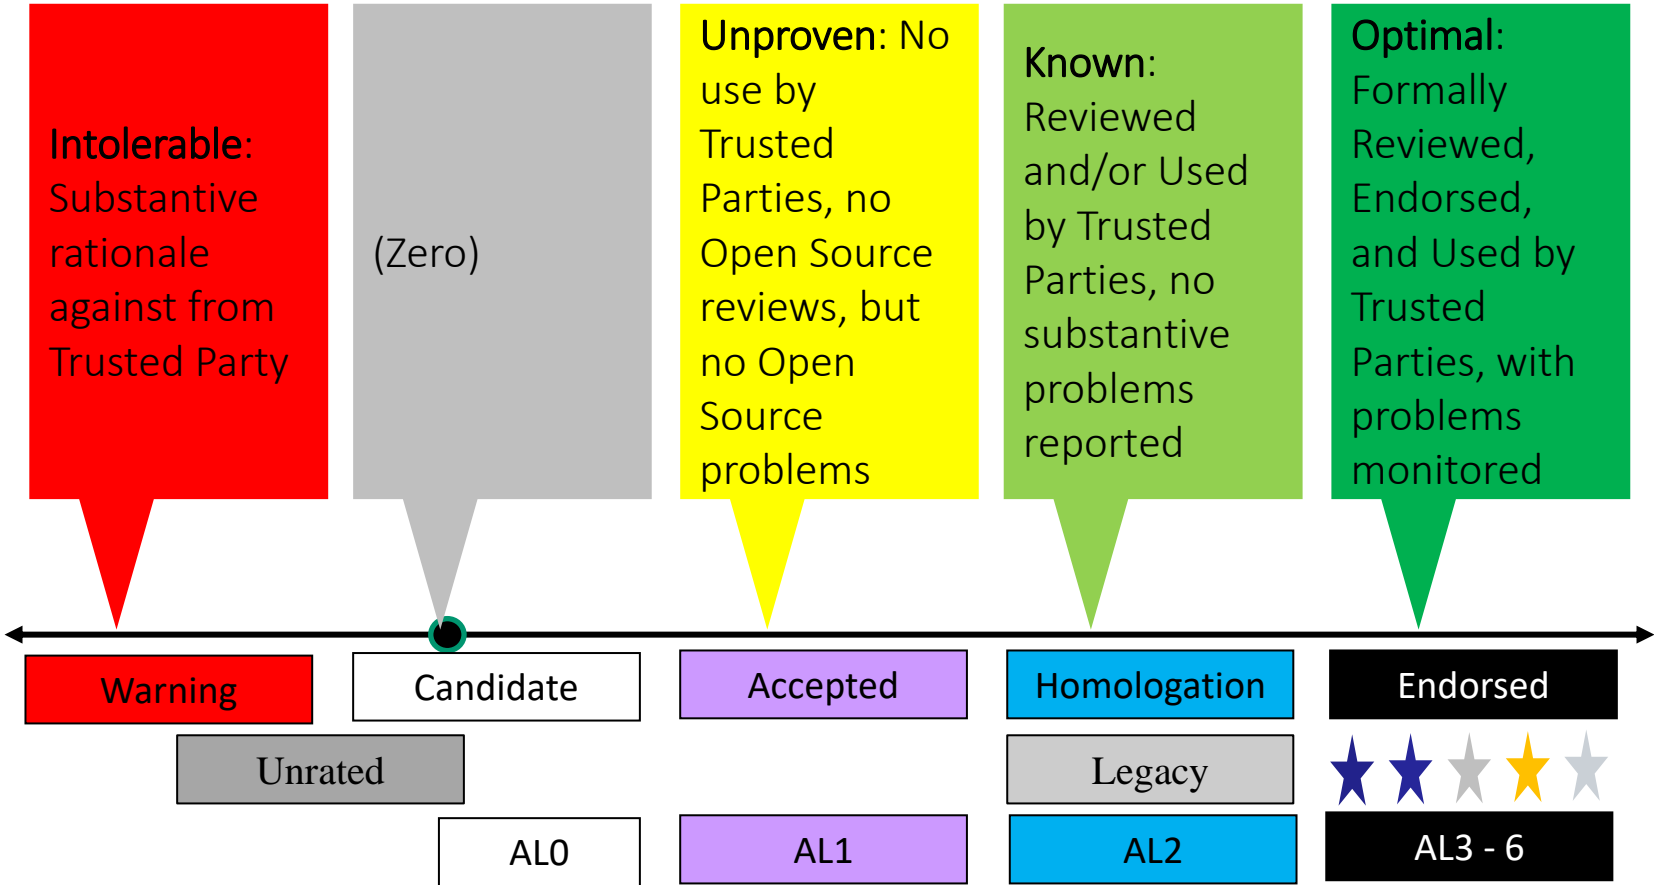 Intolerable:
Substantive
rationale
against from
Trusted Party
(Zero)
Unproven: No
use by
Trusted
Parties, no
Open Source
reviews, but
no Open
Source
problems
Known:
Reviewed
and/or Used
by Trusted
Parties, no
substantive
problems
reported
Optimal:
Formally
Reviewed,
Endorsed,
and Used by
Trusted
Parties, with
problems
monitored
Warning
Candidate
Accepted
Homologation
Endorsed
Unrated
Legacy
AL0
AL1
AL2
AL3 - 6